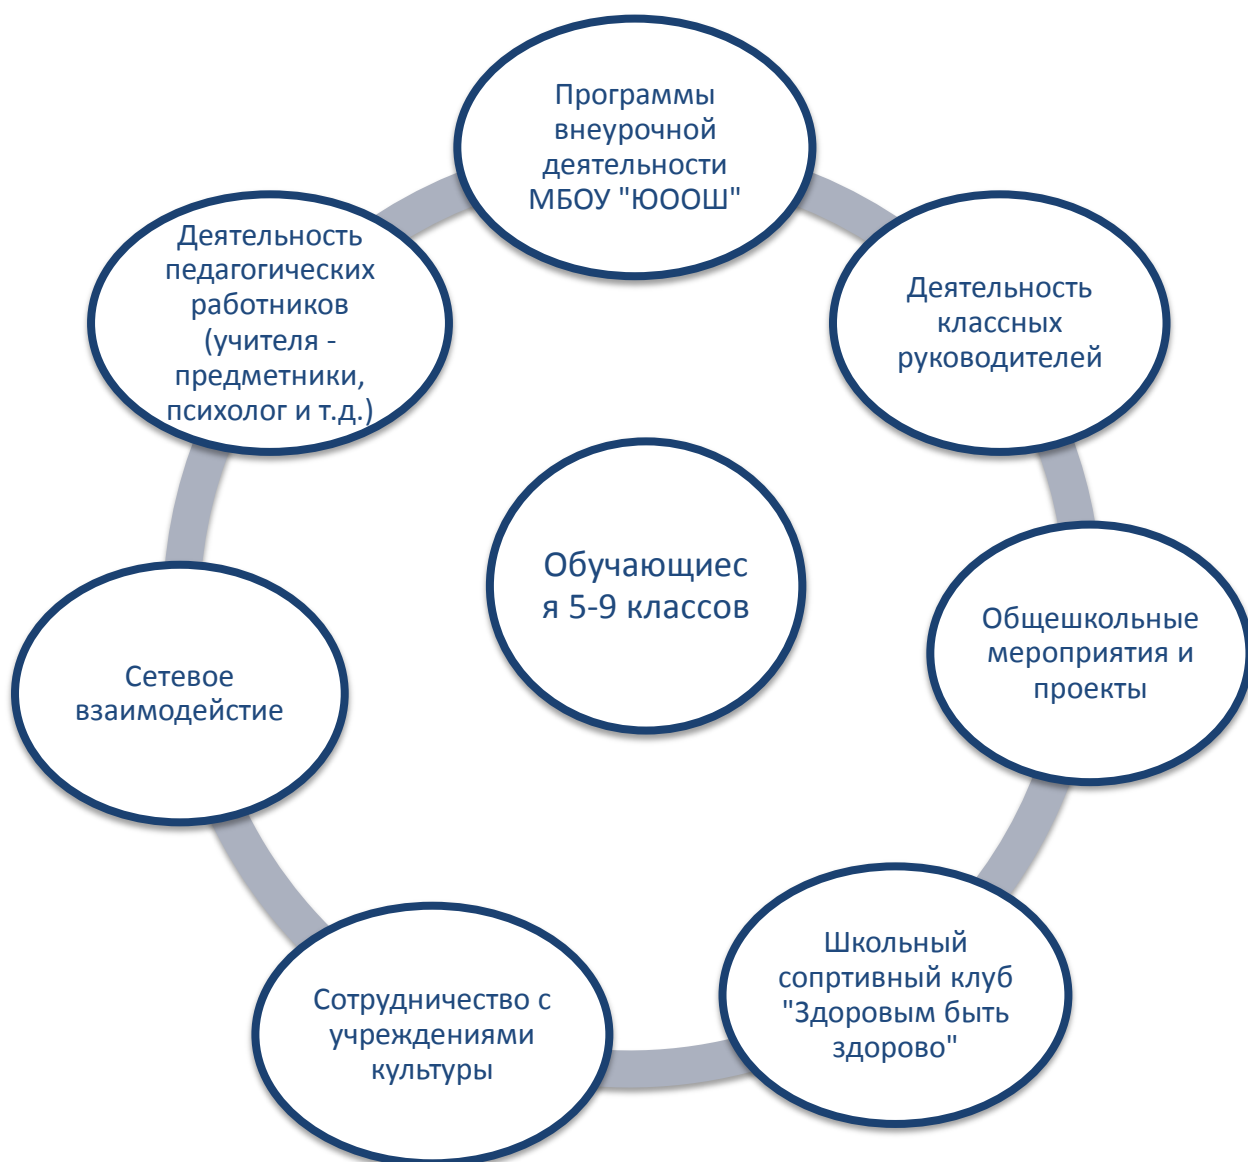 Программы
внеурочной
деятельности
МБОУ "ЮООШ"
Деятельность
классных
руководителей
Общешкольные
мероприятия и
проекты
Школьный
сопртивный клуб
"Здоровым быть
здорово"
Сотрудничество с
учреждениями
культуры
Сетевое
взаимодейстие
Деятельность
педагогических
работников
(учителя -
предметники,
психолог и т.д.)
Обучающиес
я 5-9 классов